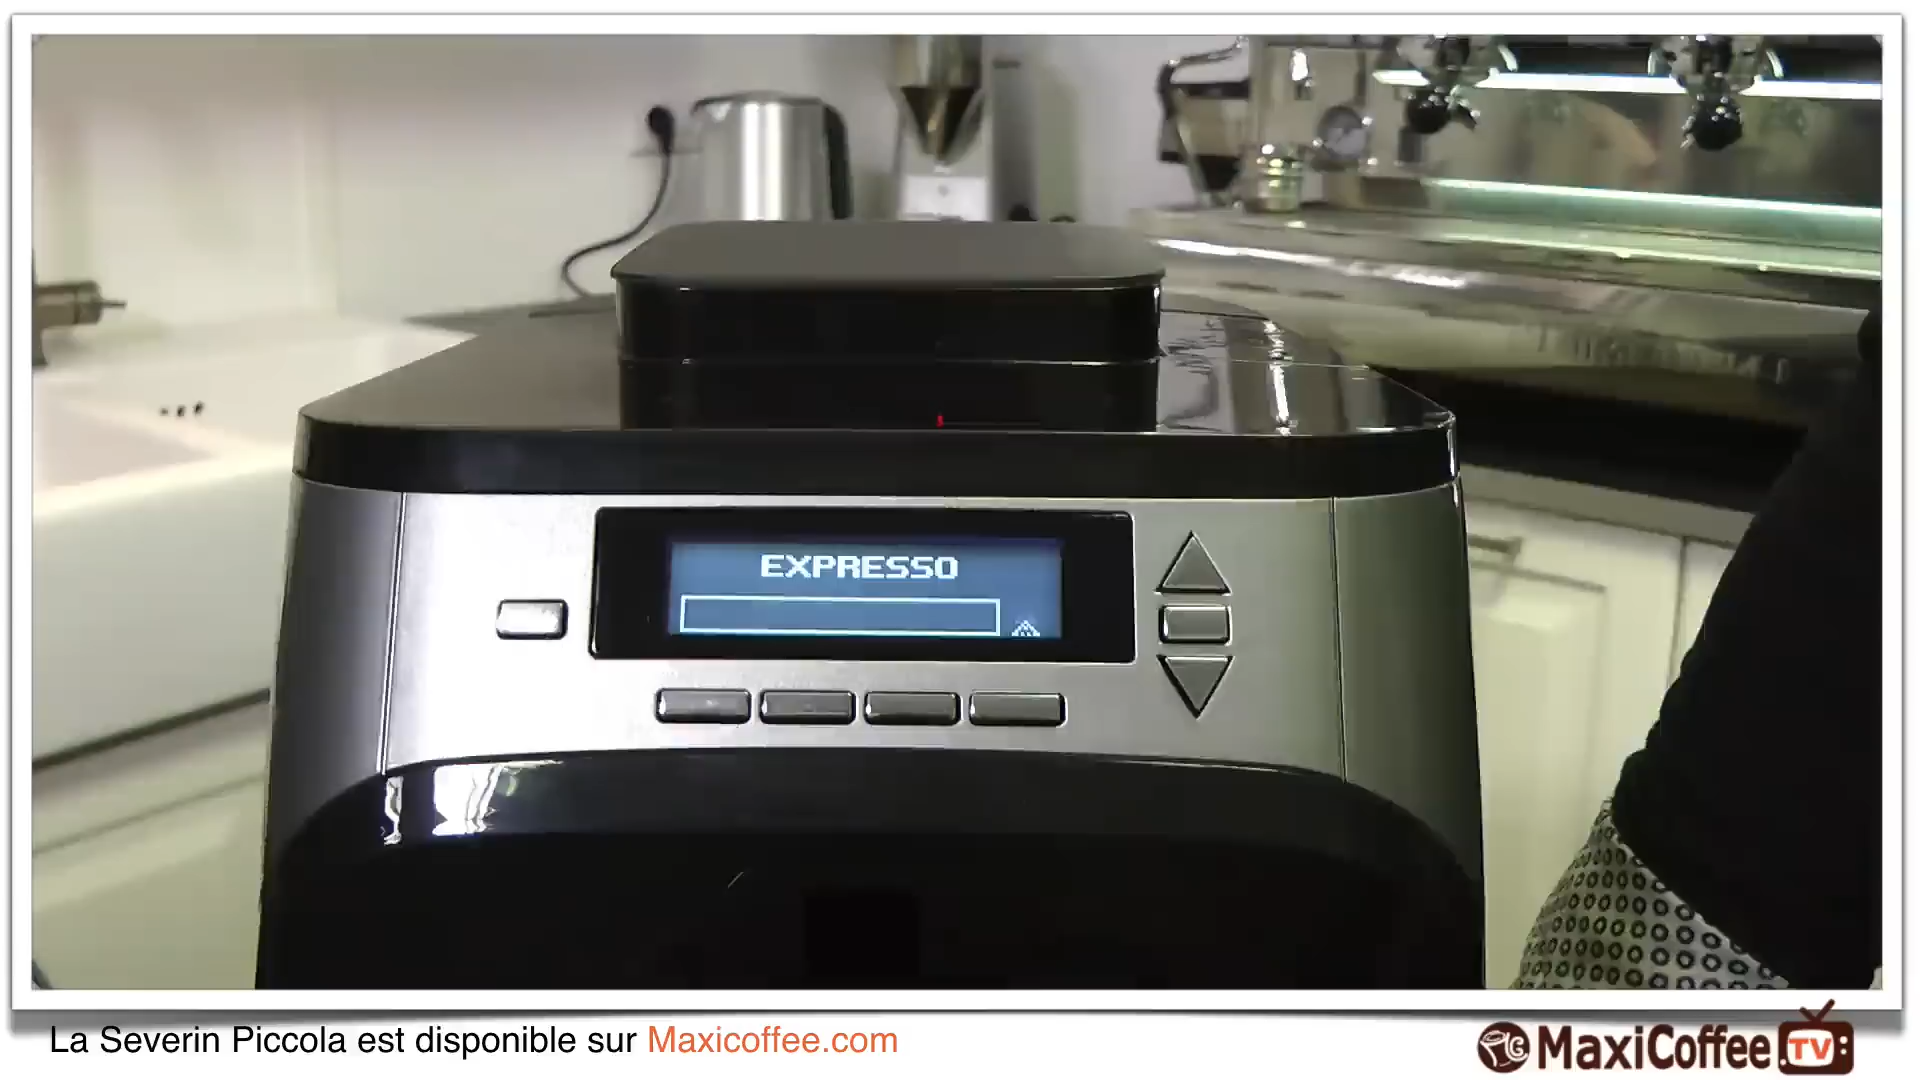 EXPRESSO
La Severin Piccola est disponible sur Maxicoffee.com
MaxiCoffee.TV